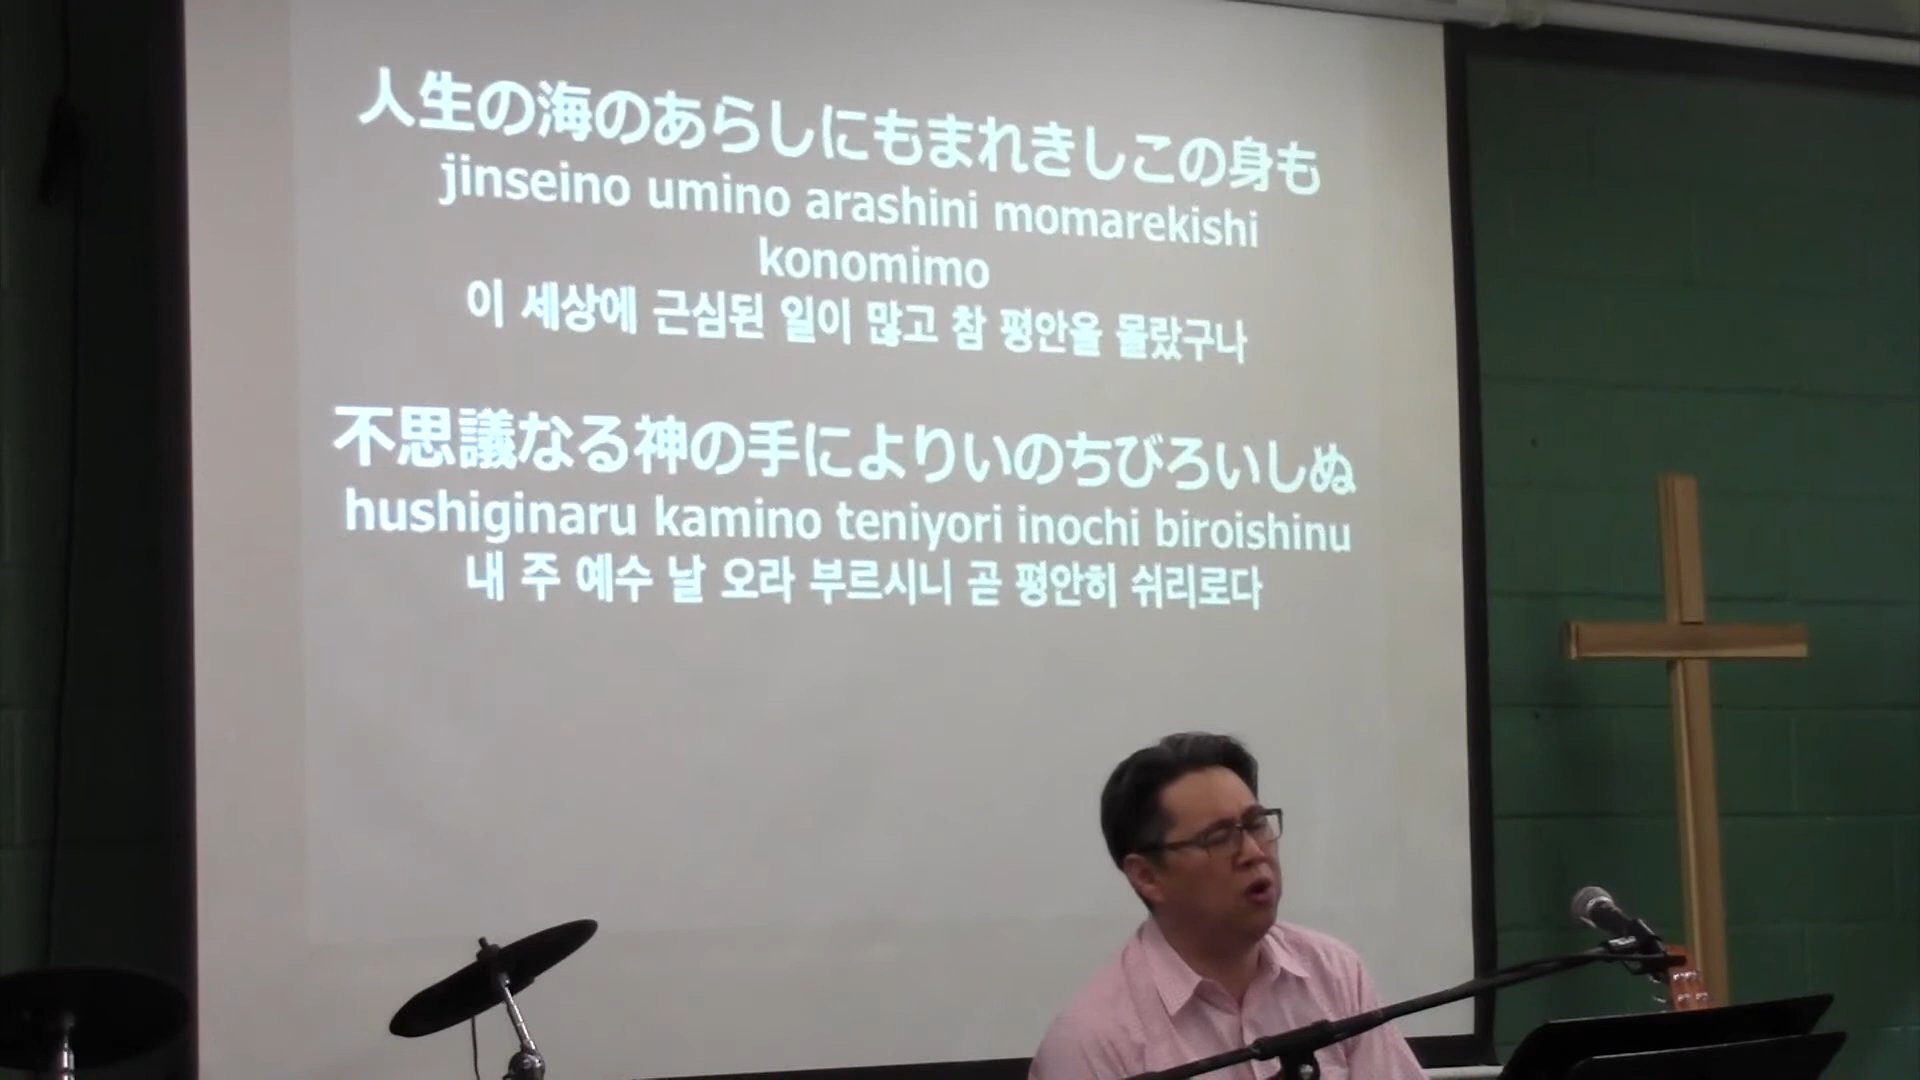 人生の海のあらしにもまれきしこの身も
jinseino umino arashini momarekishi
konomimo
이 세상에 근심된 일이 많고 참 평안을 몰랐구나
不思議なる神の手によりいのちびろいしぬ
hushiginaru kamino teniyori inochi biroishinu
내 주 예수 날 오라 부르시니 곧 평안히 쉬리로다